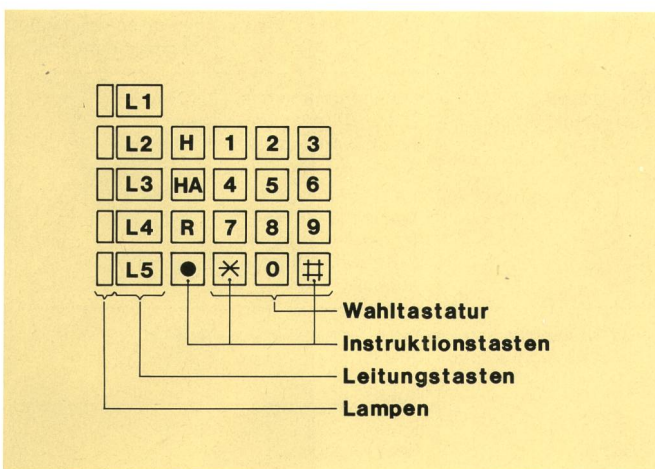 L1
L2 H 1 2 3
L3 HA 4 5 6
L4 R 7 8 9
L5 ● * 0 #
Wahltastatur
Instruktionstasten
Leitungstasten
Lampen